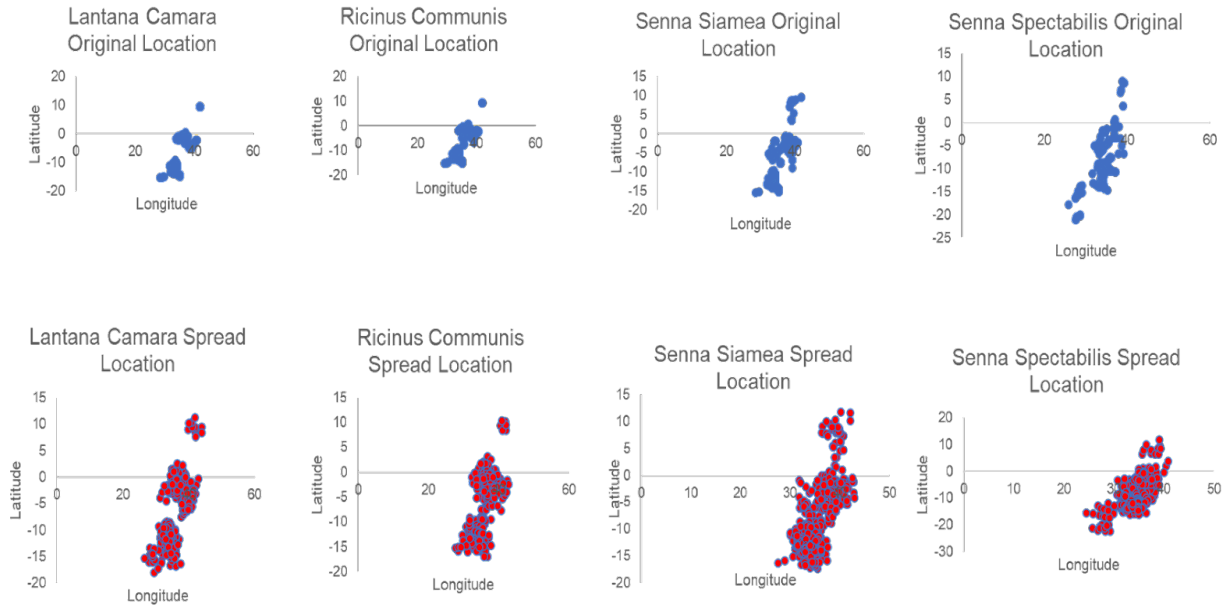 Lantana Camara
Original Location
20
10
0
-10
-20
0
20
40
60
Latitude
Longitude
Ricinus Communis
Original Location
20
10
0
-10
-20
0
20
40
60
Latitude
Longitude
Senna Siamea Original
Location
15
10
5
0
-5
-10
-15
-20
0
20
40
60
Latitude
Longitude
Senna Spectabilis Original
Location
15
10
5
0
-5
-10
-15
-20
-25
0
20
40
60
Latitude
Longitude
Lantana Camara Spread
Location
15
10
5
0
-5
-10
-15
-20
0
20
40
60
Latitude
Longitude
Ricinus Communis
Spread Location
15
10
5
0
-5
-10
-15
-20
0
20
40
60
Latitude
Longitude
Senna Siamea Spread
Location
15
10
5
0
-5
-10
-15
-20
0
10
20
30
40
50
Latitude
Longitude
Senna Spectabilis Spread
Location
20
10
0
-10
-20
-30
0
10
20
30
40
50
Latitude
Longitude